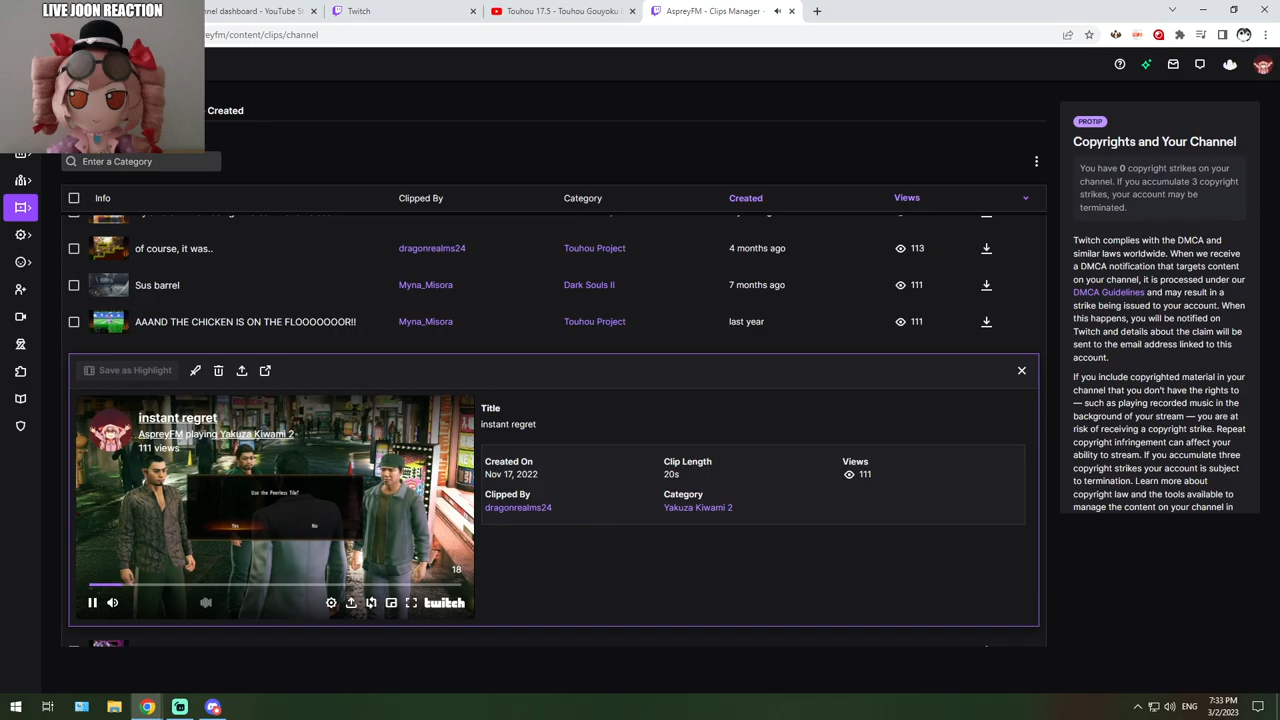 LIVE JOON REACTION
nnel dashboard - YouTube St
Twitch
Touhou 17.5 - Touhou Gouyoku I
AspreyFM - Clips Manager -
eyfm/content/clips/channel
Created
Enter a Category
Info
Clipped By
Category
Created
Views
of course, it was..
dragonrealms24
Touhou Project
4 months ago
113
Sus barrel
Myna_Misora
Dark Souls II
7 months ago
111
AAAND THE CHICKEN IS ON THE FLOOOOOOOR!!
Myna_Misora
Touhou Project
last year
111
Save as Highlight
instant regret
AspreyFM playing Yakuza Kiwami 2
111 views
Use the Peerless Tile?
Yes
No
18
twitch
Title
instant regret
Created On
Nov 17, 2022
Clip Length
20s
Views
111
Clipped By
dragonrealms24
Category
Yakuza Kiwami 2
PROTIP
Copyrights and Your Channel
You have 0 copyright strikes on
your channel. If you accumulate 3 copyright
strikes, your account may be
terminated.
Twitch complies with the DMCA and
similar laws worldwide. When we receive
a DMCA notification that targets content
on your channel, it is processed under our
DMCA Guidelines and may result in a
strike being issued to your account. When
this happens, you will be notified on
Twitch and details about the claim will be
sent to the email address linked to this
account.
If you include copyrighted material in your
channel that you don't have the rights to
— such as playing recorded music in the
background of your stream — you are at
risk of receiving a copyright strike. Repeat
copyright infringement can affect your
ability to stream. If you accumulate three
copyright strikes your account is subject
to termination. Learn more about
copyright law and the tools available to
manage the content on your channel in
ENG
7:33 PM
3/2/2023